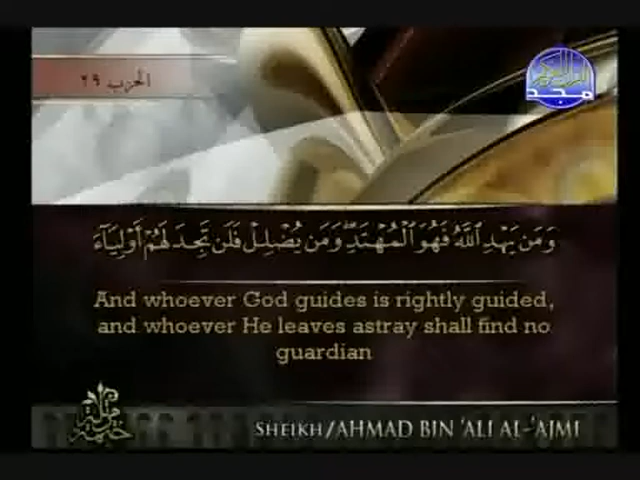 الحزب ٢٩
مجد
وَمَن يَهْدِ ٱللَّهُ فَهُوَ ٱلْمُهْتَدِ ۖ وَمَن يُضْلِلْ فَلَن تَجِدَ لَهُمْ أَوْلِيَآءَ
And whoever God guides is rightly guided,
and whoever He leaves astray shall find no
guardian
SHEIKH/AHMAD BIN 'ALI AL-'AJMI